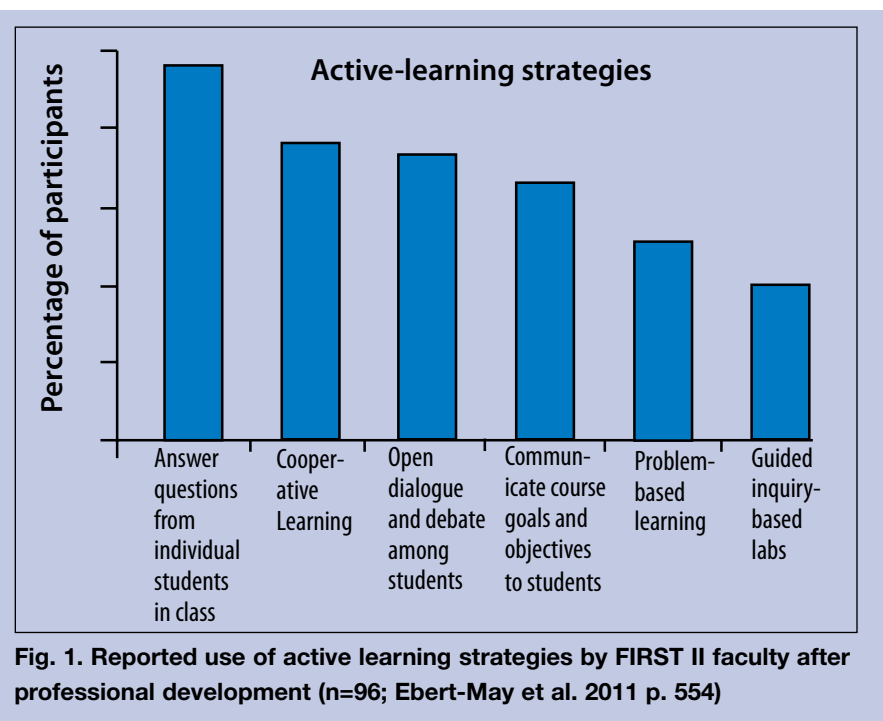 Active-learning strategies
Percentage of participants
Answer
questions
from
individual
students
in class
Cooper-
ative
Learning
Open
dialogue
and debate
among
students
Commun-
icate course
goals and
objectives
to students
Problem-
based
learning
Guided
inquiry-
based
labs
Fig. 1. Reported use of active learning strategies by FIRST II faculty after
professional development (n=96; Ebert-May et al. 2011 p. 554)